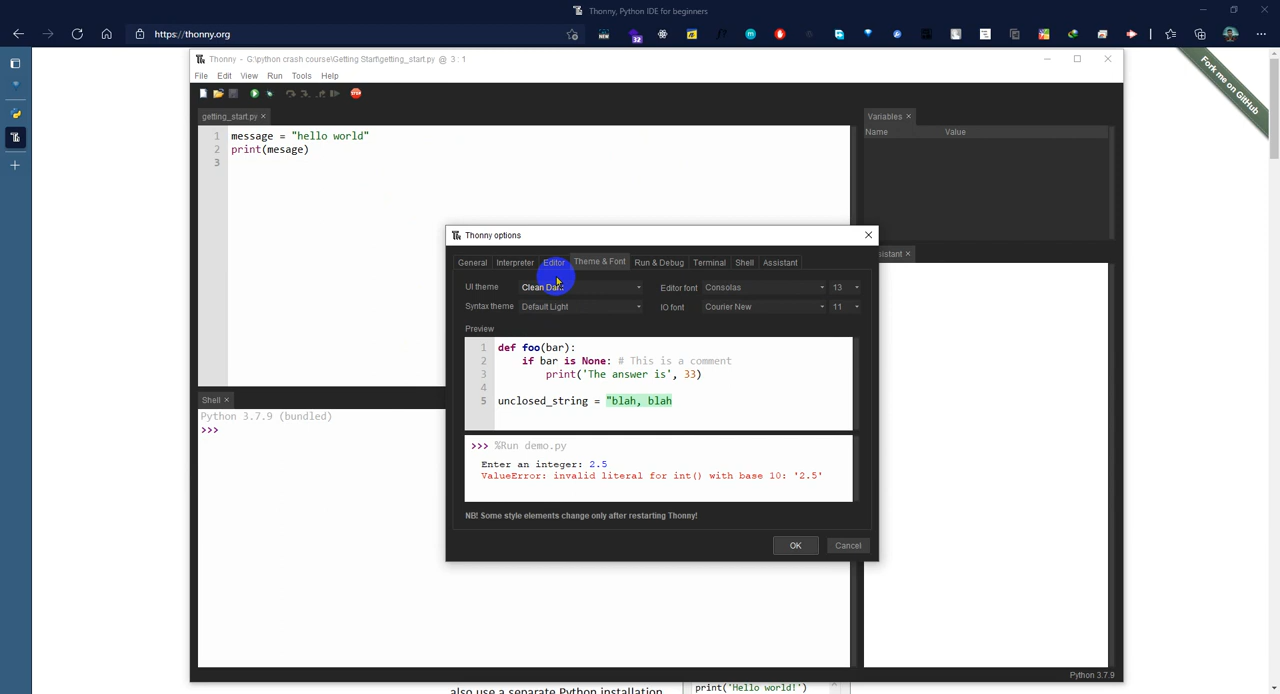 Thonny, Python IDE for beginners
https://thonny.org
32
Fork me on GitHub
Thonny - G:\python crash course\Getting Start\getting_start.py @ 3 : 1
File Edit View Run Tools Help
STOP
getting_start.py ×
1 message = "hello world"
2 print(mesage)
3
Variables ×
Name Value
Thonny options
General Interpreter Editor Theme & Font Run & Debug Terminal Shell Assistant
UI theme Clean Dark Editor font Consolas 13
Syntax theme Default Light IO font Courier New 11
Preview
1 def foo(bar):
2 if bar is None: # This is a comment
3 print('The answer is', 33)
4
5 unclosed_string = "blah, blah
>>> %Run demo.py
Enter an integer: 2.5
ValueError: invalid literal for int() with base 10: '2.5'
NB! Some style elements change only after restarting Thonny!
OK Cancel
Shell ×
Python 3.7.9 (bundled)
>>>
istant ×
Python 3.7.9
also use a separate Python installation
print('Hello world!')